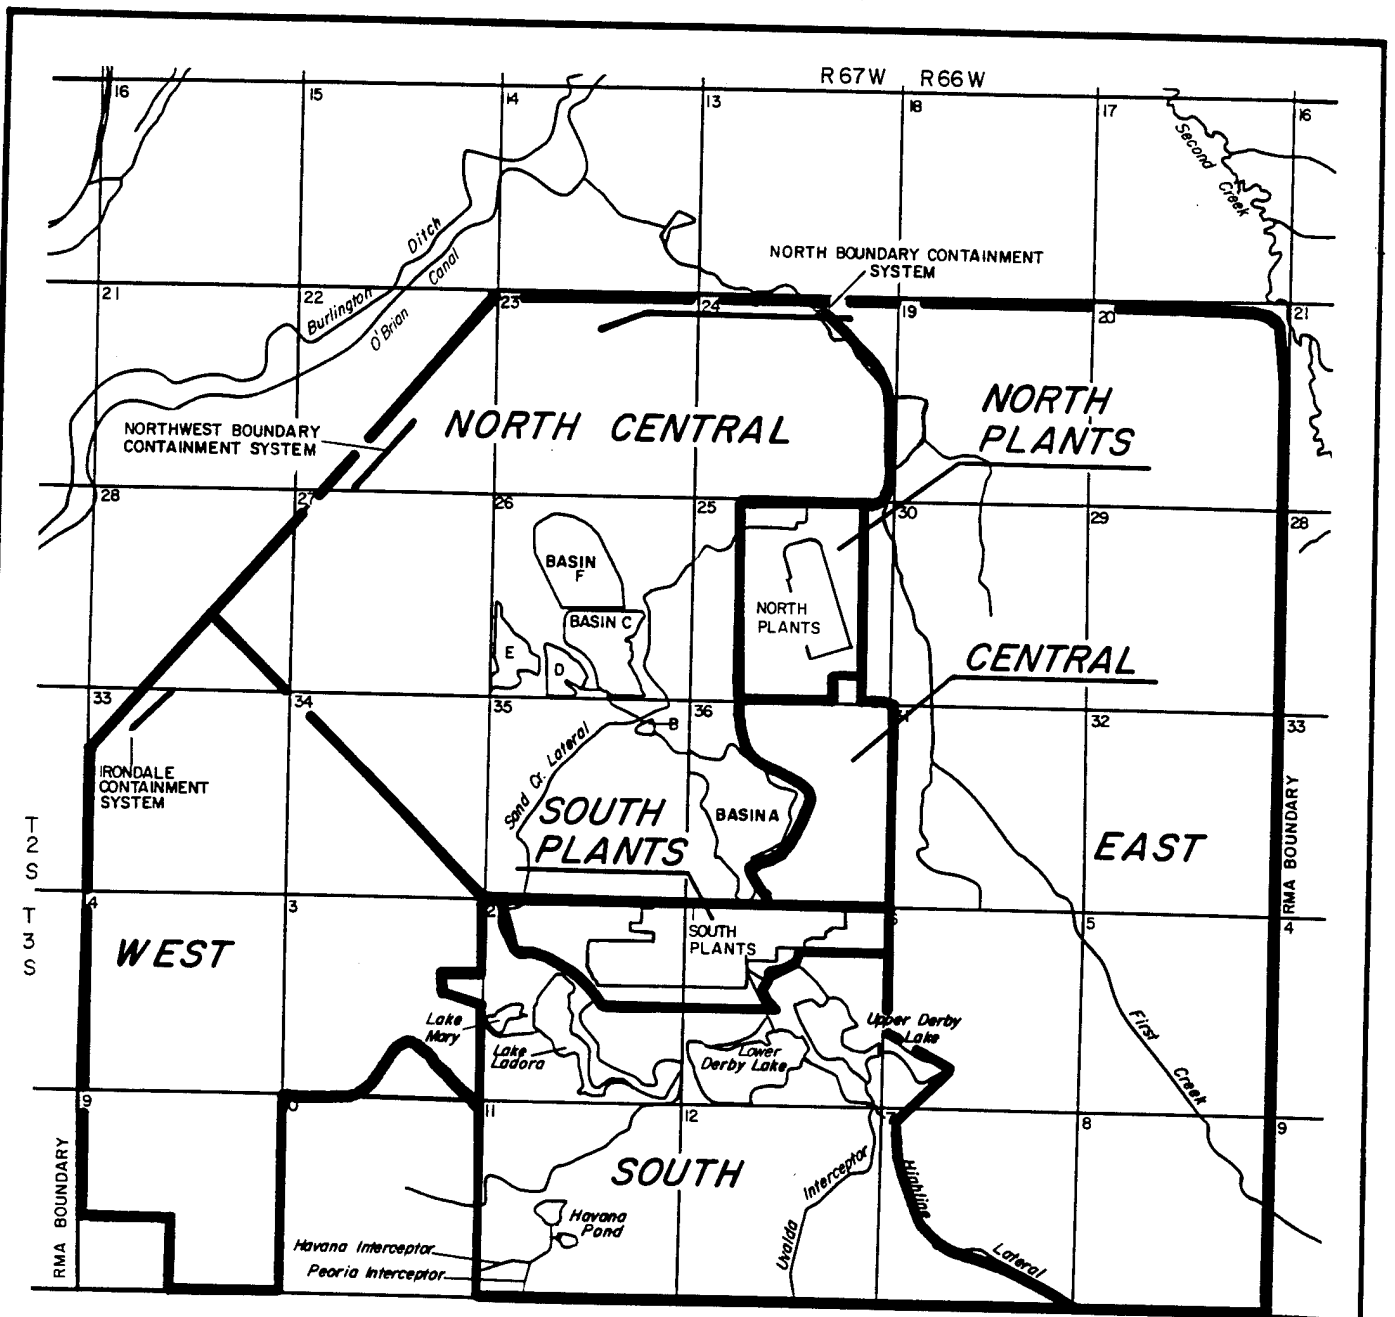 R67W R66W
16
15
14
13
18
17
16
Second
Creek
Ditch
Canal
NORTH BOUNDARY CONTAINMENT
SYSTEM
21
22
23
24
19
20
21
Burlington
O'Brian
NORTH CENTRAL
NORTH
PLANTS
NORTHWEST BOUNDARY
CONTAINMENT SYSTEM
28
27
26
25
30
29
28
BASIN
F
BASIN C
NORTH
PLANTS
E
D
CENTRAL
33
34
35
36
32
33
B
Sand Cr. Lateral
IRONDALE
CONTAINMENT
SYSTEM
SOUTH
PLANTS
BASIN A
EAST
RMA BOUNDARY
T
2
S
T
3
S
4
3
2
6
5
4
WEST
SOUTH
PLANTS
Lake
Mary
Lake
Ladora
Lower
Derby Lake
Upper Derby
Lake
First
Creek
9
11
12
7
8
9
SOUTH
RMA BOUNDARY
Uvalda
Interceptor
Highline
Lateral
Havana
Pond
Havana Interceptor
Peoria Interceptor